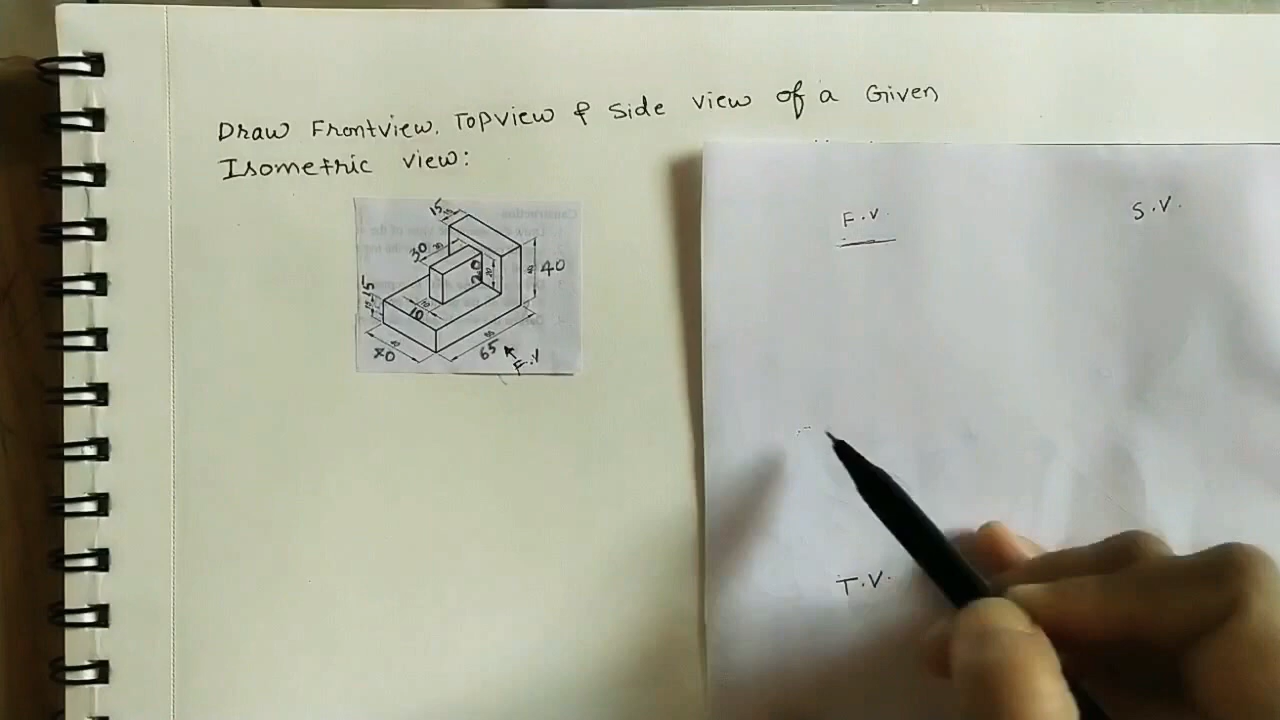 Draw Frontview, Topview & Side view of a Given
Isometric view:
15
30
20
40
15
10
40
65
F.V
F.V.
S.V.
T.V.